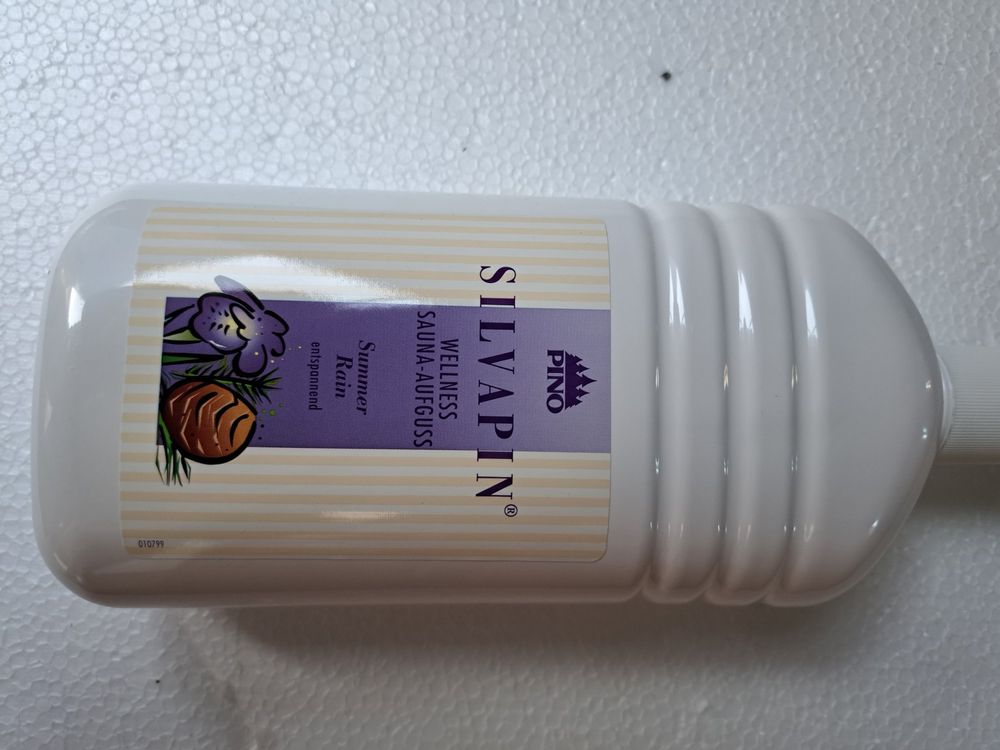 PINO
SILVAPIN®
WELLNESS
SAUNA-AUFGUSS
Summer
Rain
entspannend
010799